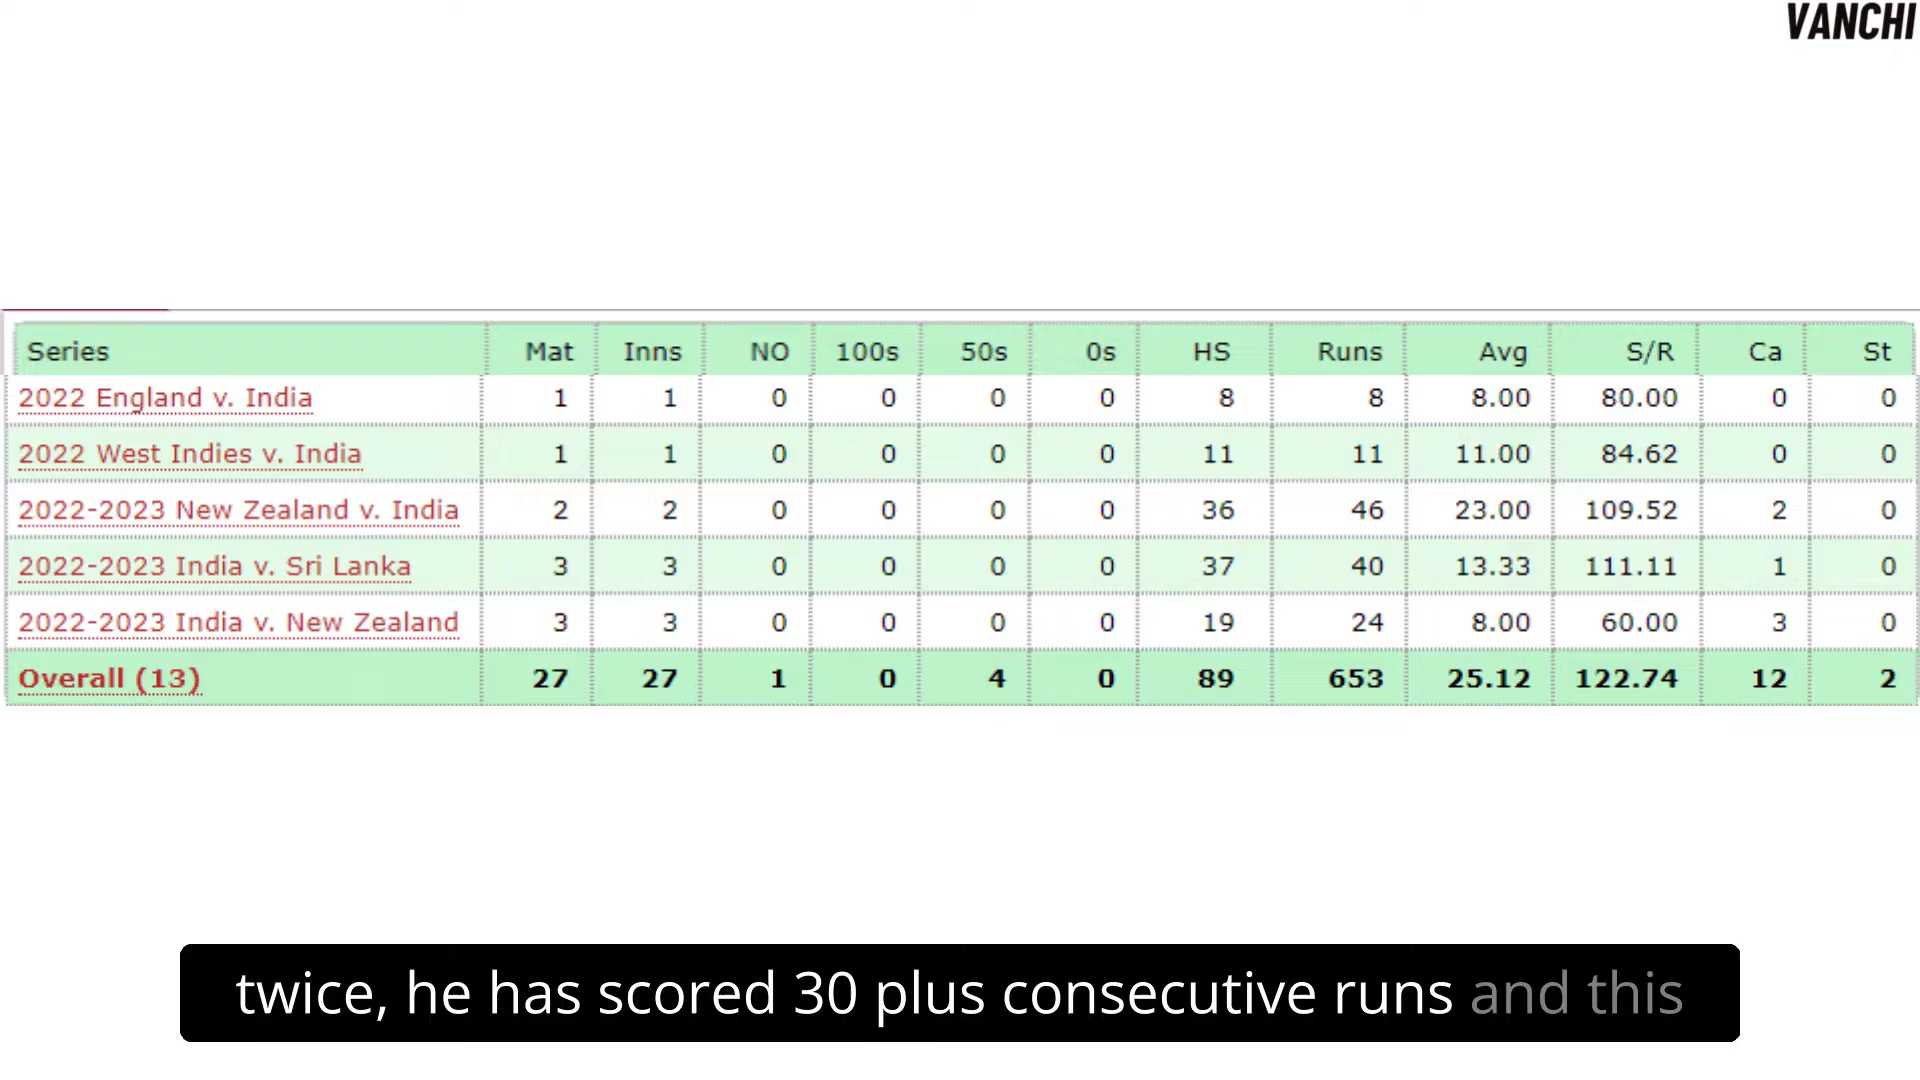 VANCHI
Series Mat Inns NO 100s 50s 0s HS Runs Avg S/R Ca St
2022 England v. India 1 1 0 0 0 0 8 8 8.00 80.00 0 0
2022 West Indies v. India 1 1 0 0 0 0 11 11 11.00 84.62 0 0
2022-2023 New Zealand v. India 2 2 0 0 0 0 36 46 23.00 109.52 2 0
2022-2023 India v. Sri Lanka 3 3 0 0 0 0 37 40 13.33 111.11 1 0
2022-2023 India v. New Zealand 3 3 0 0 0 0 19 24 8.00 60.00 3 0
Overall (13) 27 27 1 0 4 0 89 653 25.12 122.74 12 2
twice, he has scored 30 plus consecutive runs and this